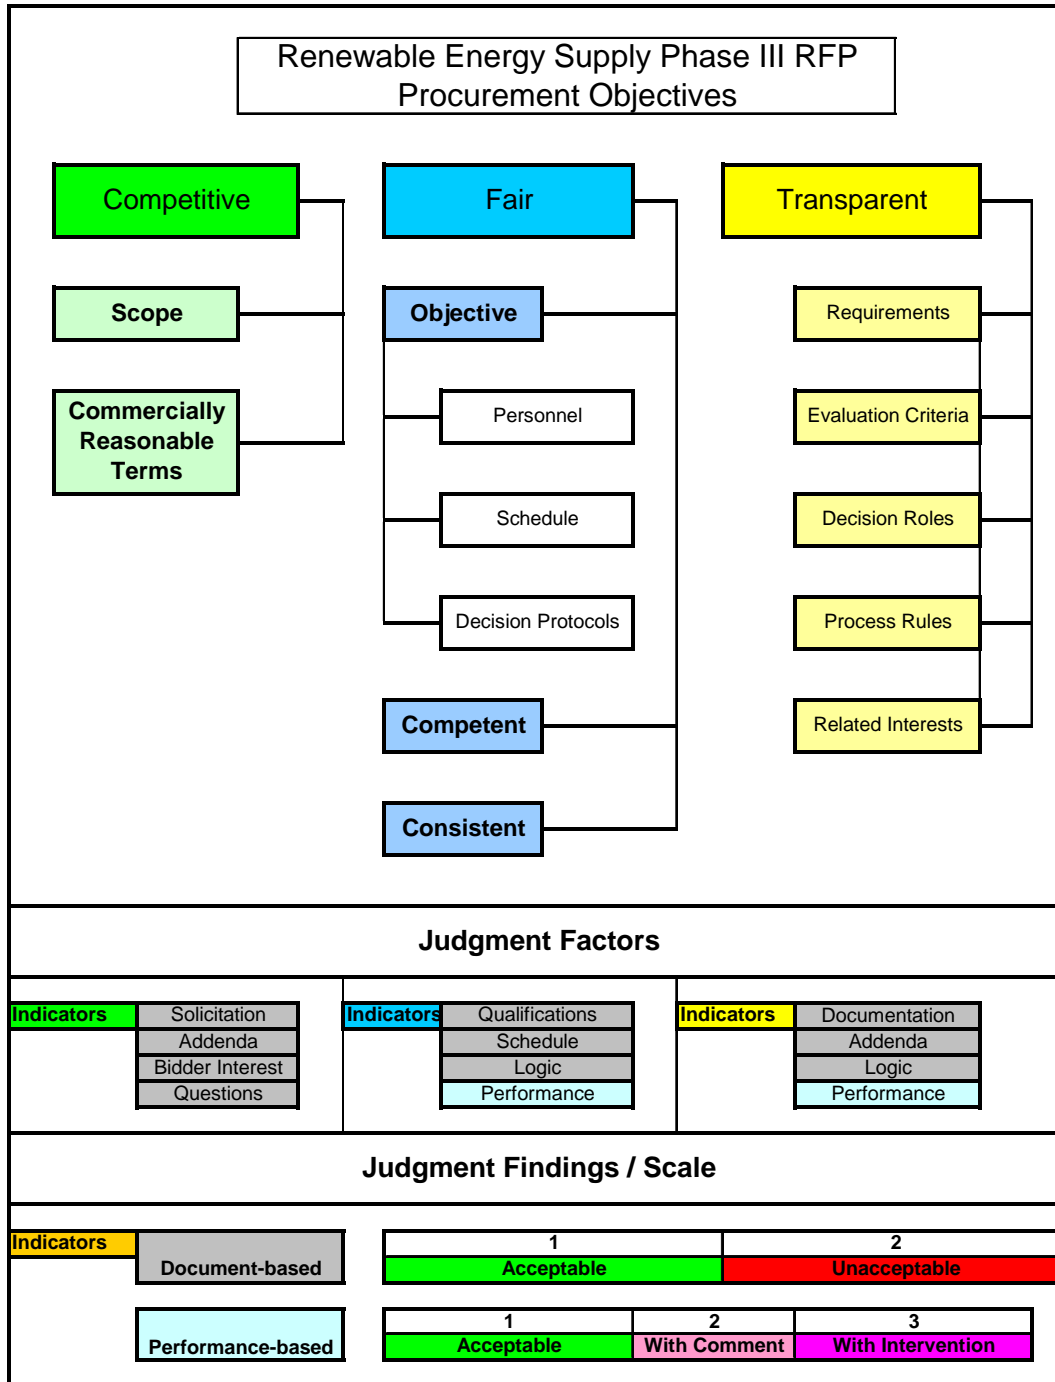 Renewable Energy Supply Phase III RFP
Procurement Objectives
Competitive
Fair
Transparent
Scope
Objective
Requirements
Commercially
Reasonable
Terms
Personnel
Evaluation Criteria
Schedule
Decision Roles
Decision Protocols
Process Rules
Competent
Related Interests
Consistent
Judgment Factors
Indicators
Solicitation
Addenda
Bidder Interest
Questions
Indicators
Qualifications
Schedule
Logic
Performance
Indicators
Documentation
Addenda
Logic
Performance
Judgment Findings / Scale
Indicators
Document-based
1
2
Acceptable
Unacceptable
Performance-based
1
2
3
Acceptable
With Comment
With Intervention